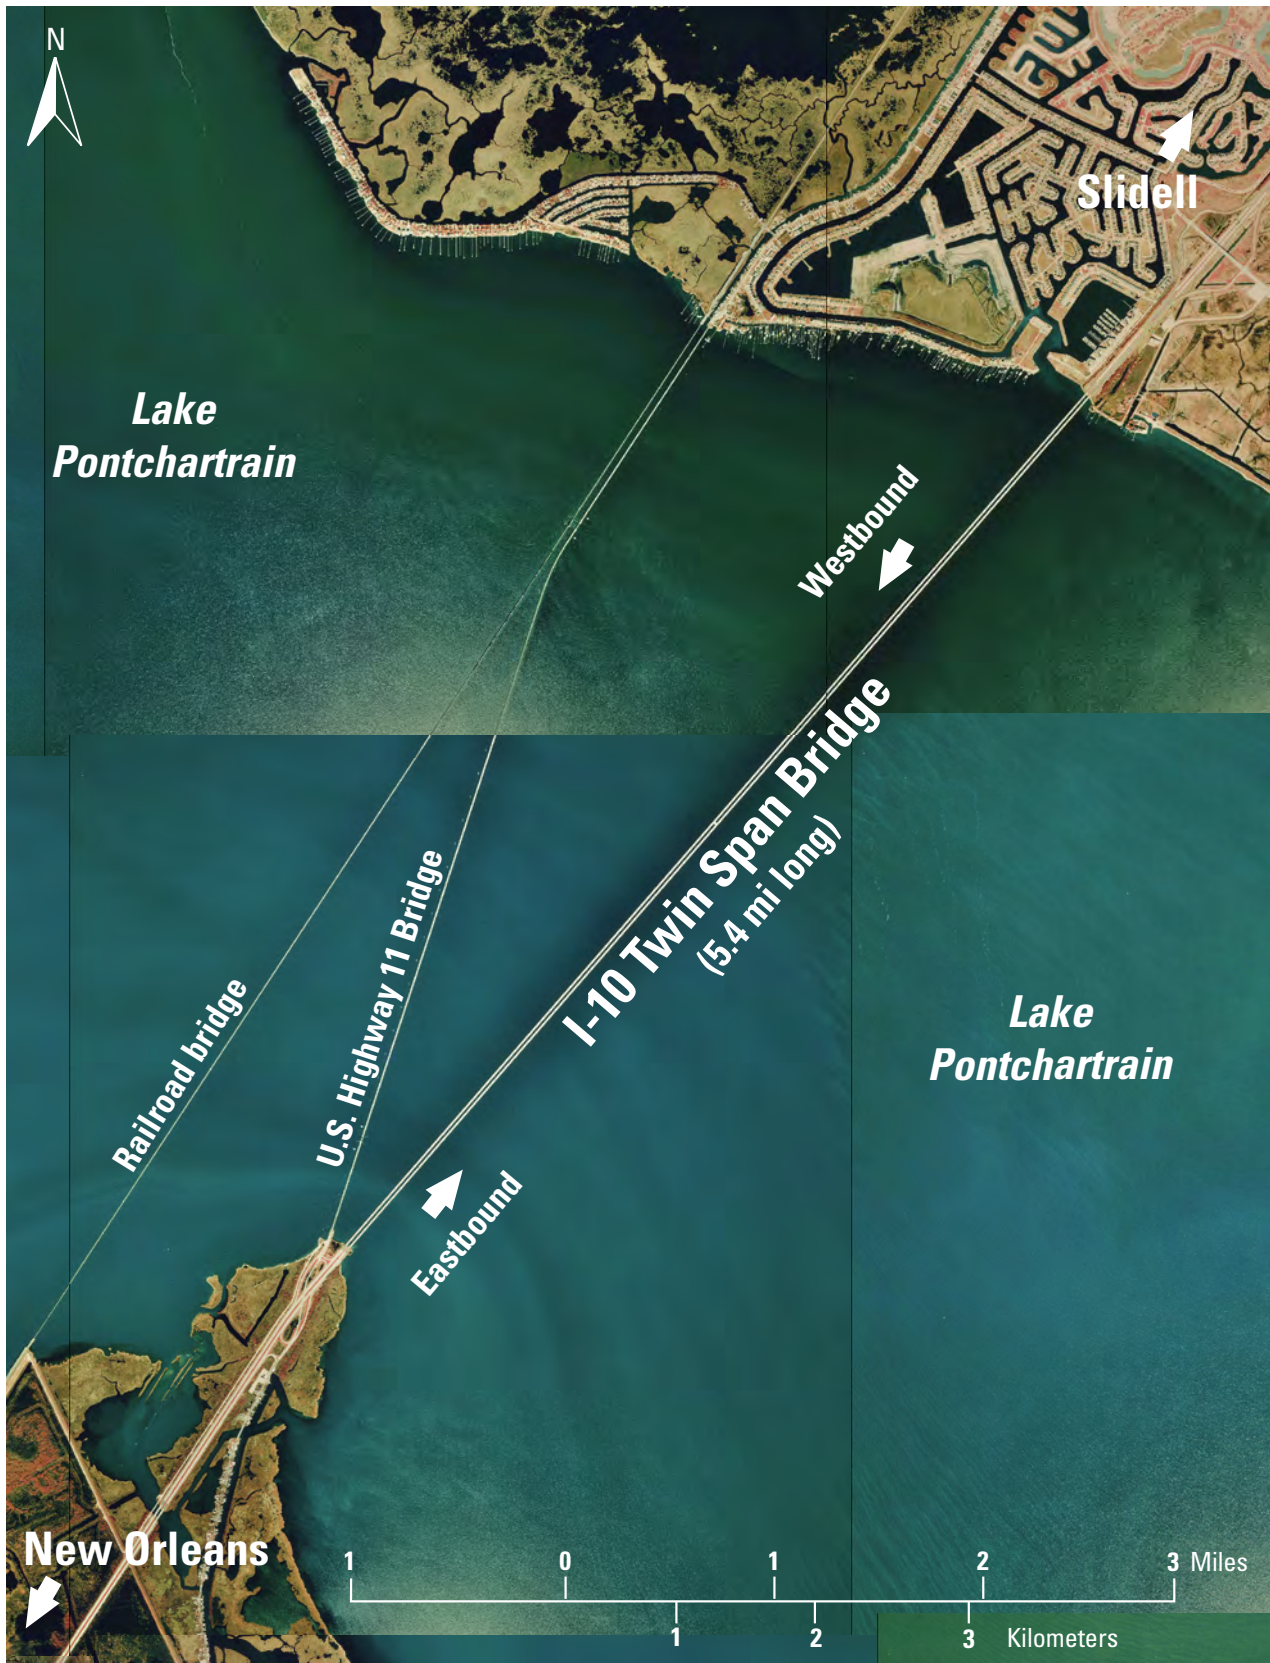 N
Slidell
Lake
Pontchartrain
Westbound
I-10 Twin Span Bridge
(5.4 mi long)
U.S. Highway 11 Bridge
Railroad bridge
Lake
Pontchartrain
Eastbound
New Orleans
1 0 1 2 3 Miles
1 2 3 Kilometers